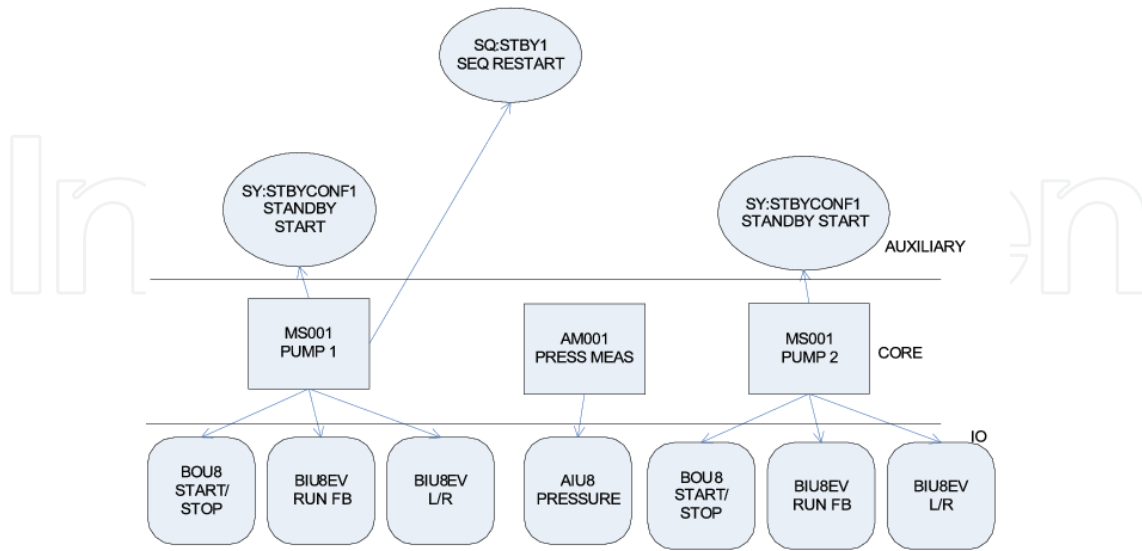 SQ:STBY1
SEQ RESTART
SY:STBYCONF1
STANDBY
START
SY:STBYCONF1
STANDBY START
AUXILIARY
MS001
PUMP 1
AM001
PRESS MEAS
MS001
PUMP 2
CORE
IO
BOU8
START/
STOP
BIU8EV
RUN FB
BIU8EV
L/R
AIU8
PRESSURE
BOU8
START/
STOP
BIU8EV
RUN FB
BIU8EV
L/R